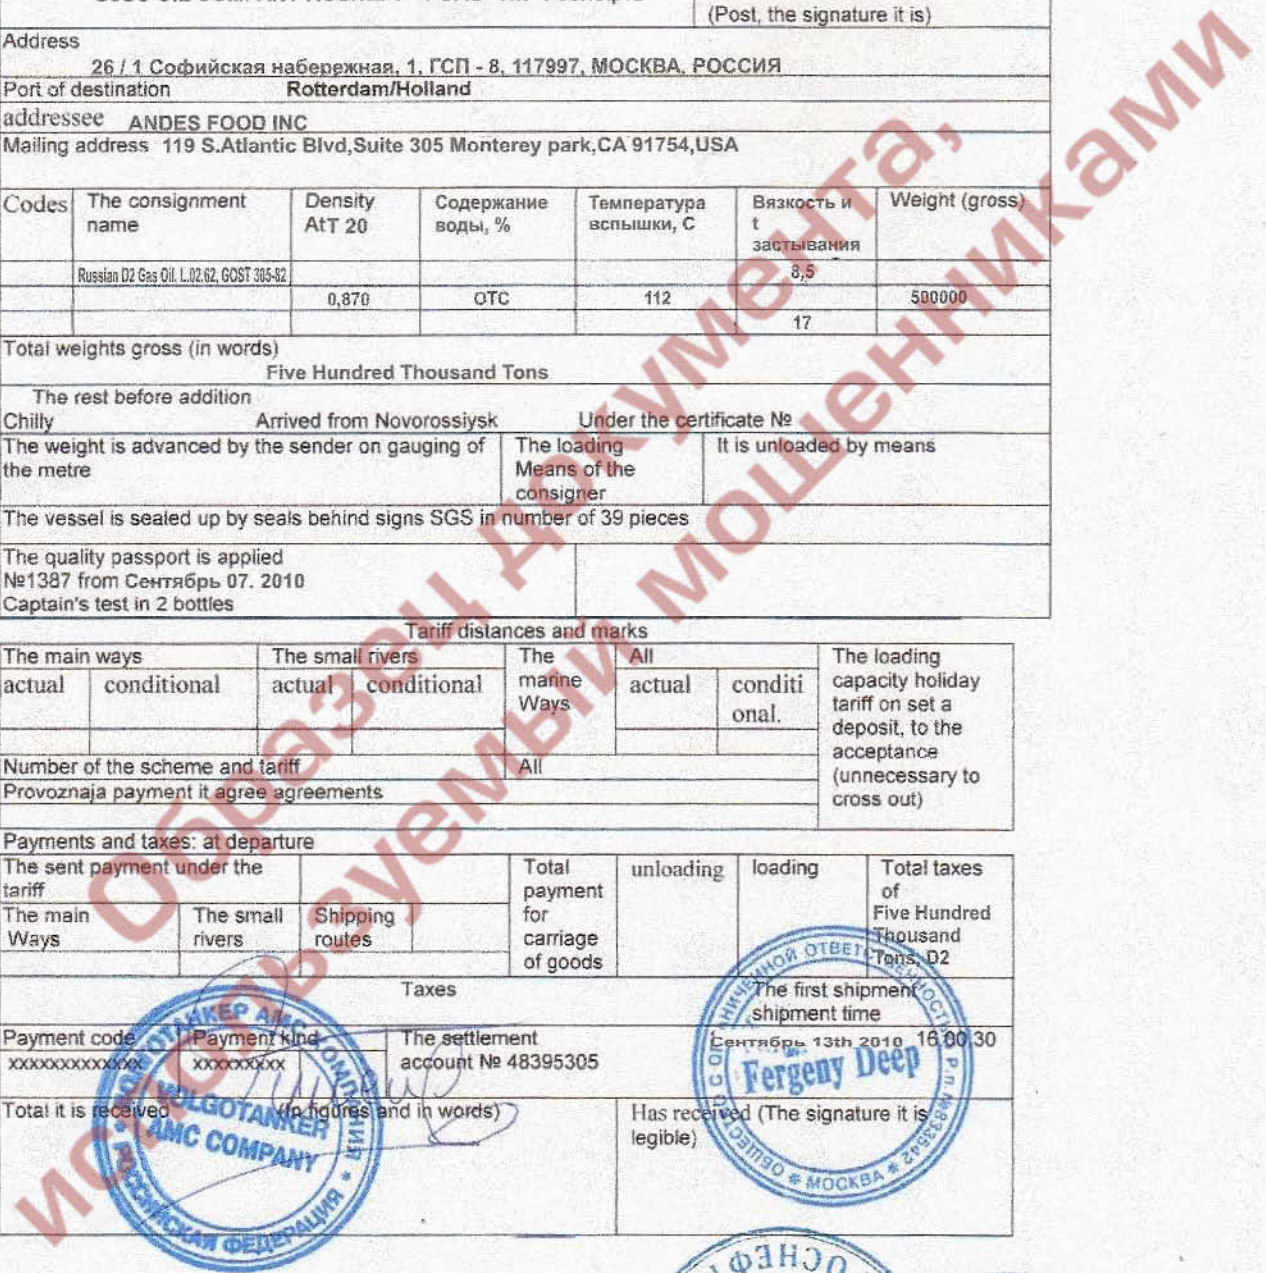 (Post, the signature it is)
Address
26 / 1 Софийская набережная, 1, ГСП - 8, 117997, МОСКВА, РОССИЯ
Port of destination Rotterdam/Holland
addressee ANDES FOOD INC
Mailing address 119 S.Atlantic Blvd,Suite 305 Monterey park,CA 91754,USA
Codes The consignment name Density AtT 20 Содержание воды, % Температура вспышки, С Вязкость и t застывания Weight (gross)
Russian D2 Gas Oil. L.02.62, GOST 305-82 8,5
0,870 ОТС 112 500000
17
Total weights gross (in words)
Five Hundred Thousand Tons
The rest before addition
Chilly Arrived from Novorossiysk Under the certificate №
The weight is advanced by the sender on gauging of the metre The loading Means of the consigner It is unloaded by means
The vessel is sealed up by seals behind signs SGS in number of 39 pieces
The quality passport is applied
№1387 from Сентябрь 07. 2010
Captain's test in 2 bottles
Tariff distances and marks
The main ways The small rivers The marine Ways All The loading capacity holiday tariff on set a deposit, to the acceptance (unnecessary to cross out)
actual conditional actual conditional actual conditi onal.
Number of the scheme and tariff All
Provoznaja payment it agree agreements
Payments and taxes: at departure
The sent payment under the tariff Total payment for carriage of goods unloading loading Total taxes of Five Hundred Thousand Tons, D2
The main Ways The small rivers Shipping routes
Taxes The first shipment shipment time
Payment code Payment kind The settlement account № 48395305 Сентябрь 13th 2010 16.00.30
xxxxxxxxxxxxx xxxxxxxxx
Total it is received (In figures and in words) Has received (The signature it is legible)
ВОЛГОТАНКЕР АМС КОМПАНИЯ * РОССИЙСКАЯ ФЕДЕРАЦИЯ *
VOLGOTANKER
AMC COMPANY
ОБЩЕСТВО С ОГРАНИЧЕННОЙ ОТВЕТСТВЕННОСТЬЮ * МОСКВА *
Fergeny Deep
Образец документа,
используемый мошенниками